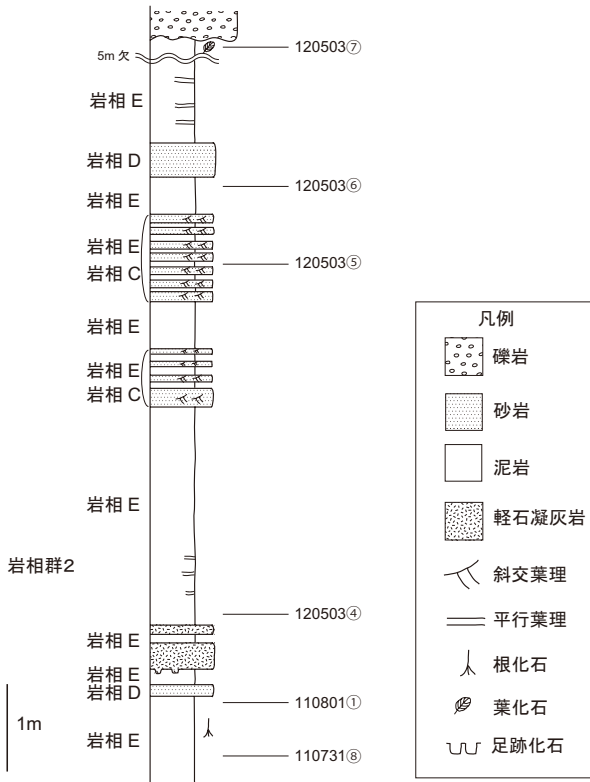 120503⑦
5m 欠
岩相 E
岩相 D
120503⑥
岩相 E
岩相 E
120503⑤
岩相 C
岩相 E
岩相 E
岩相 C
岩相 E
岩相群2
120503④
岩相 E
岩相 E
岩相 D
110801①
1m
岩相 E
110731⑧
凡例
礫岩
砂岩
泥岩
軽石凝灰岩
斜交葉理
平行葉理
根化石
葉化石
足跡化石